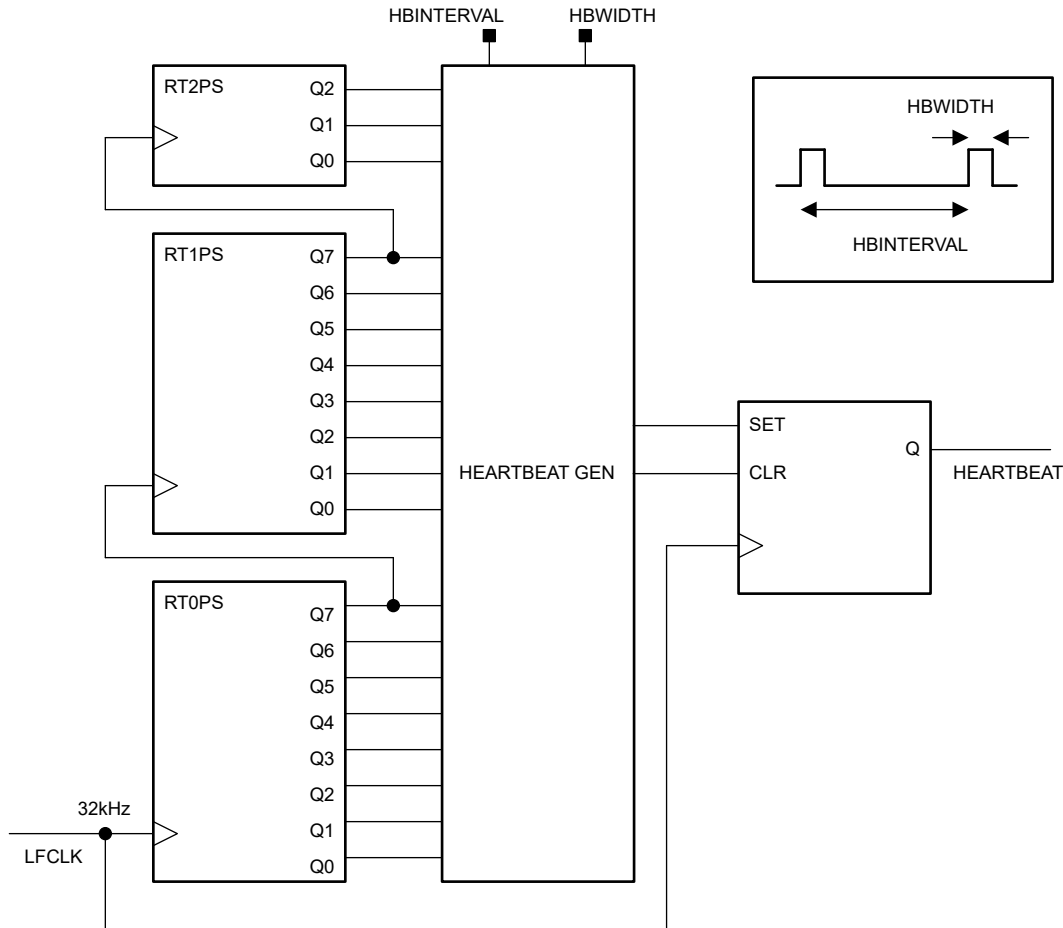 HBINTERVAL
HBWIDTH
RT2PS
Q2
Q1
Q0
HBWIDTH
HBINTERVAL
RT1PS
Q7
Q6
Q5
Q4
Q3
Q2
Q1
Q0
HEARTBEAT GEN
SET
CLR
Q
HEARTBEAT
RT0PS
Q7
Q6
Q5
Q4
Q3
Q2
Q1
Q0
32kHz
LFCLK